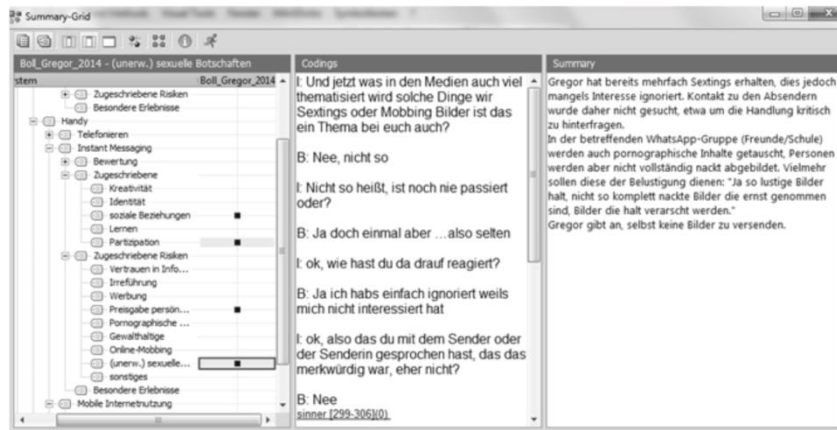 Summary-Grid
Boll_Gregor_2014 - (unerw.) sexuelle Botschaften
ystem
Boll_Gregor_2014
Zugeschriebene Risiken
Besondere Erlebnisse
Handy
Telefonieren
Instant Messaging
Bewertung
Zugeschriebene
Kreativität
Identität
soziale Beziehungen
Lernen
Partizipation
Zugeschriebene Risiken
Vertrauen in Info...
Irreführung
Werbung
Preisgabe persön...
Pornographische ...
Gewalthaltige
Online-Mobbing
(unerw.) sexuelle...
sonstiges
Besondere Erlebnisse
Mobile Internetnutzung
Codings
I: Und jetzt was in den Medien auch viel
thematisiert wird solche Dinge wir
Sextings oder Mobbing Bilder ist das
ein Thema bei euch auch?
B: Nee, nicht so
I: Nicht so heißt, ist noch nie passiert
oder?
B: Ja doch einmal aber …also selten
I: ok, wie hast du da drauf reagiert?
B: Ja ich habs einfach ignoriert weils
mich nicht interessiert hat
I: ok, also das du mit dem Sender oder
der Senderin gesprochen hast, das das
merkwürdig war, eher nicht?
B: Nee
sinner [299-306](0)
Summary
Gregor hat bereits mehrfach Sextings erhalten, dies jedoch
mangels Interesse ignoriert. Kontakt zu den Absendern
wurde daher nicht gesucht, etwa um die Handlung kritisch
zu hinterfragen.
In der betreffenden WhatsApp-Gruppe (Freunde/Schule)
werden auch pornographische Inhalte getauscht, Personen
werden aber nicht vollständig nackt abgebildet. Vielmehr
sollen diese der Belustigung dienen: "Ja so lustige Bilder
halt, nicht so komplett nackte Bilder die ernst genommen
sind, Bilder die halt verarscht werden."
Gregor gibt an, selbst keine Bilder zu versenden.